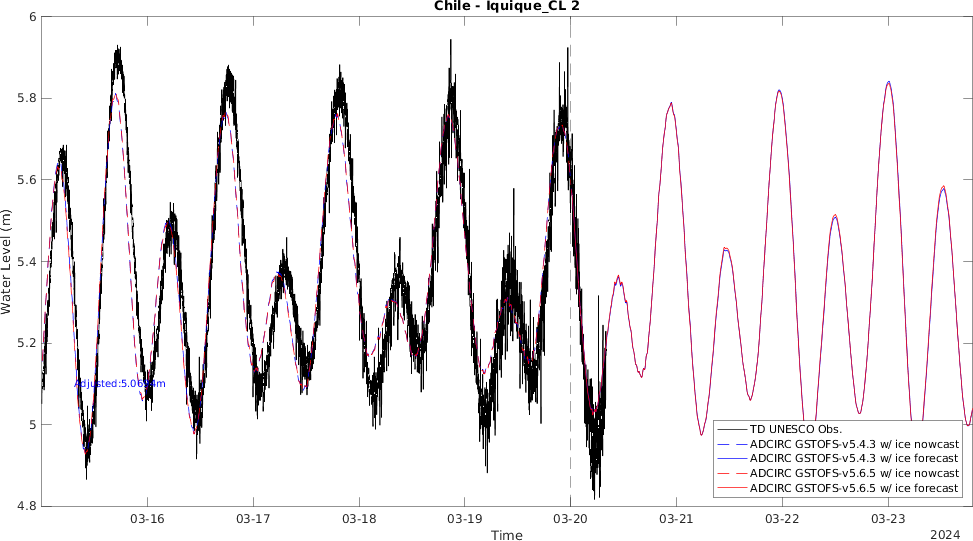 Chile - Iquique_CL 2
6
5.8
5.6
5.4
5.2
5
4.8
Water Level (m)
03-16
03-17
03-18
03-19
03-20
03-21
03-22
03-23
Time
2024
TD UNESCO Obs.
ADCIRC GSTOFS-v5.4.3 w/ ice nowcast
ADCIRC GSTOFS-v5.4.3 w/ ice forecast
ADCIRC GSTOFS-v5.6.5 w/ ice nowcast
ADCIRC GSTOFS-v5.6.5 w/ ice forecast